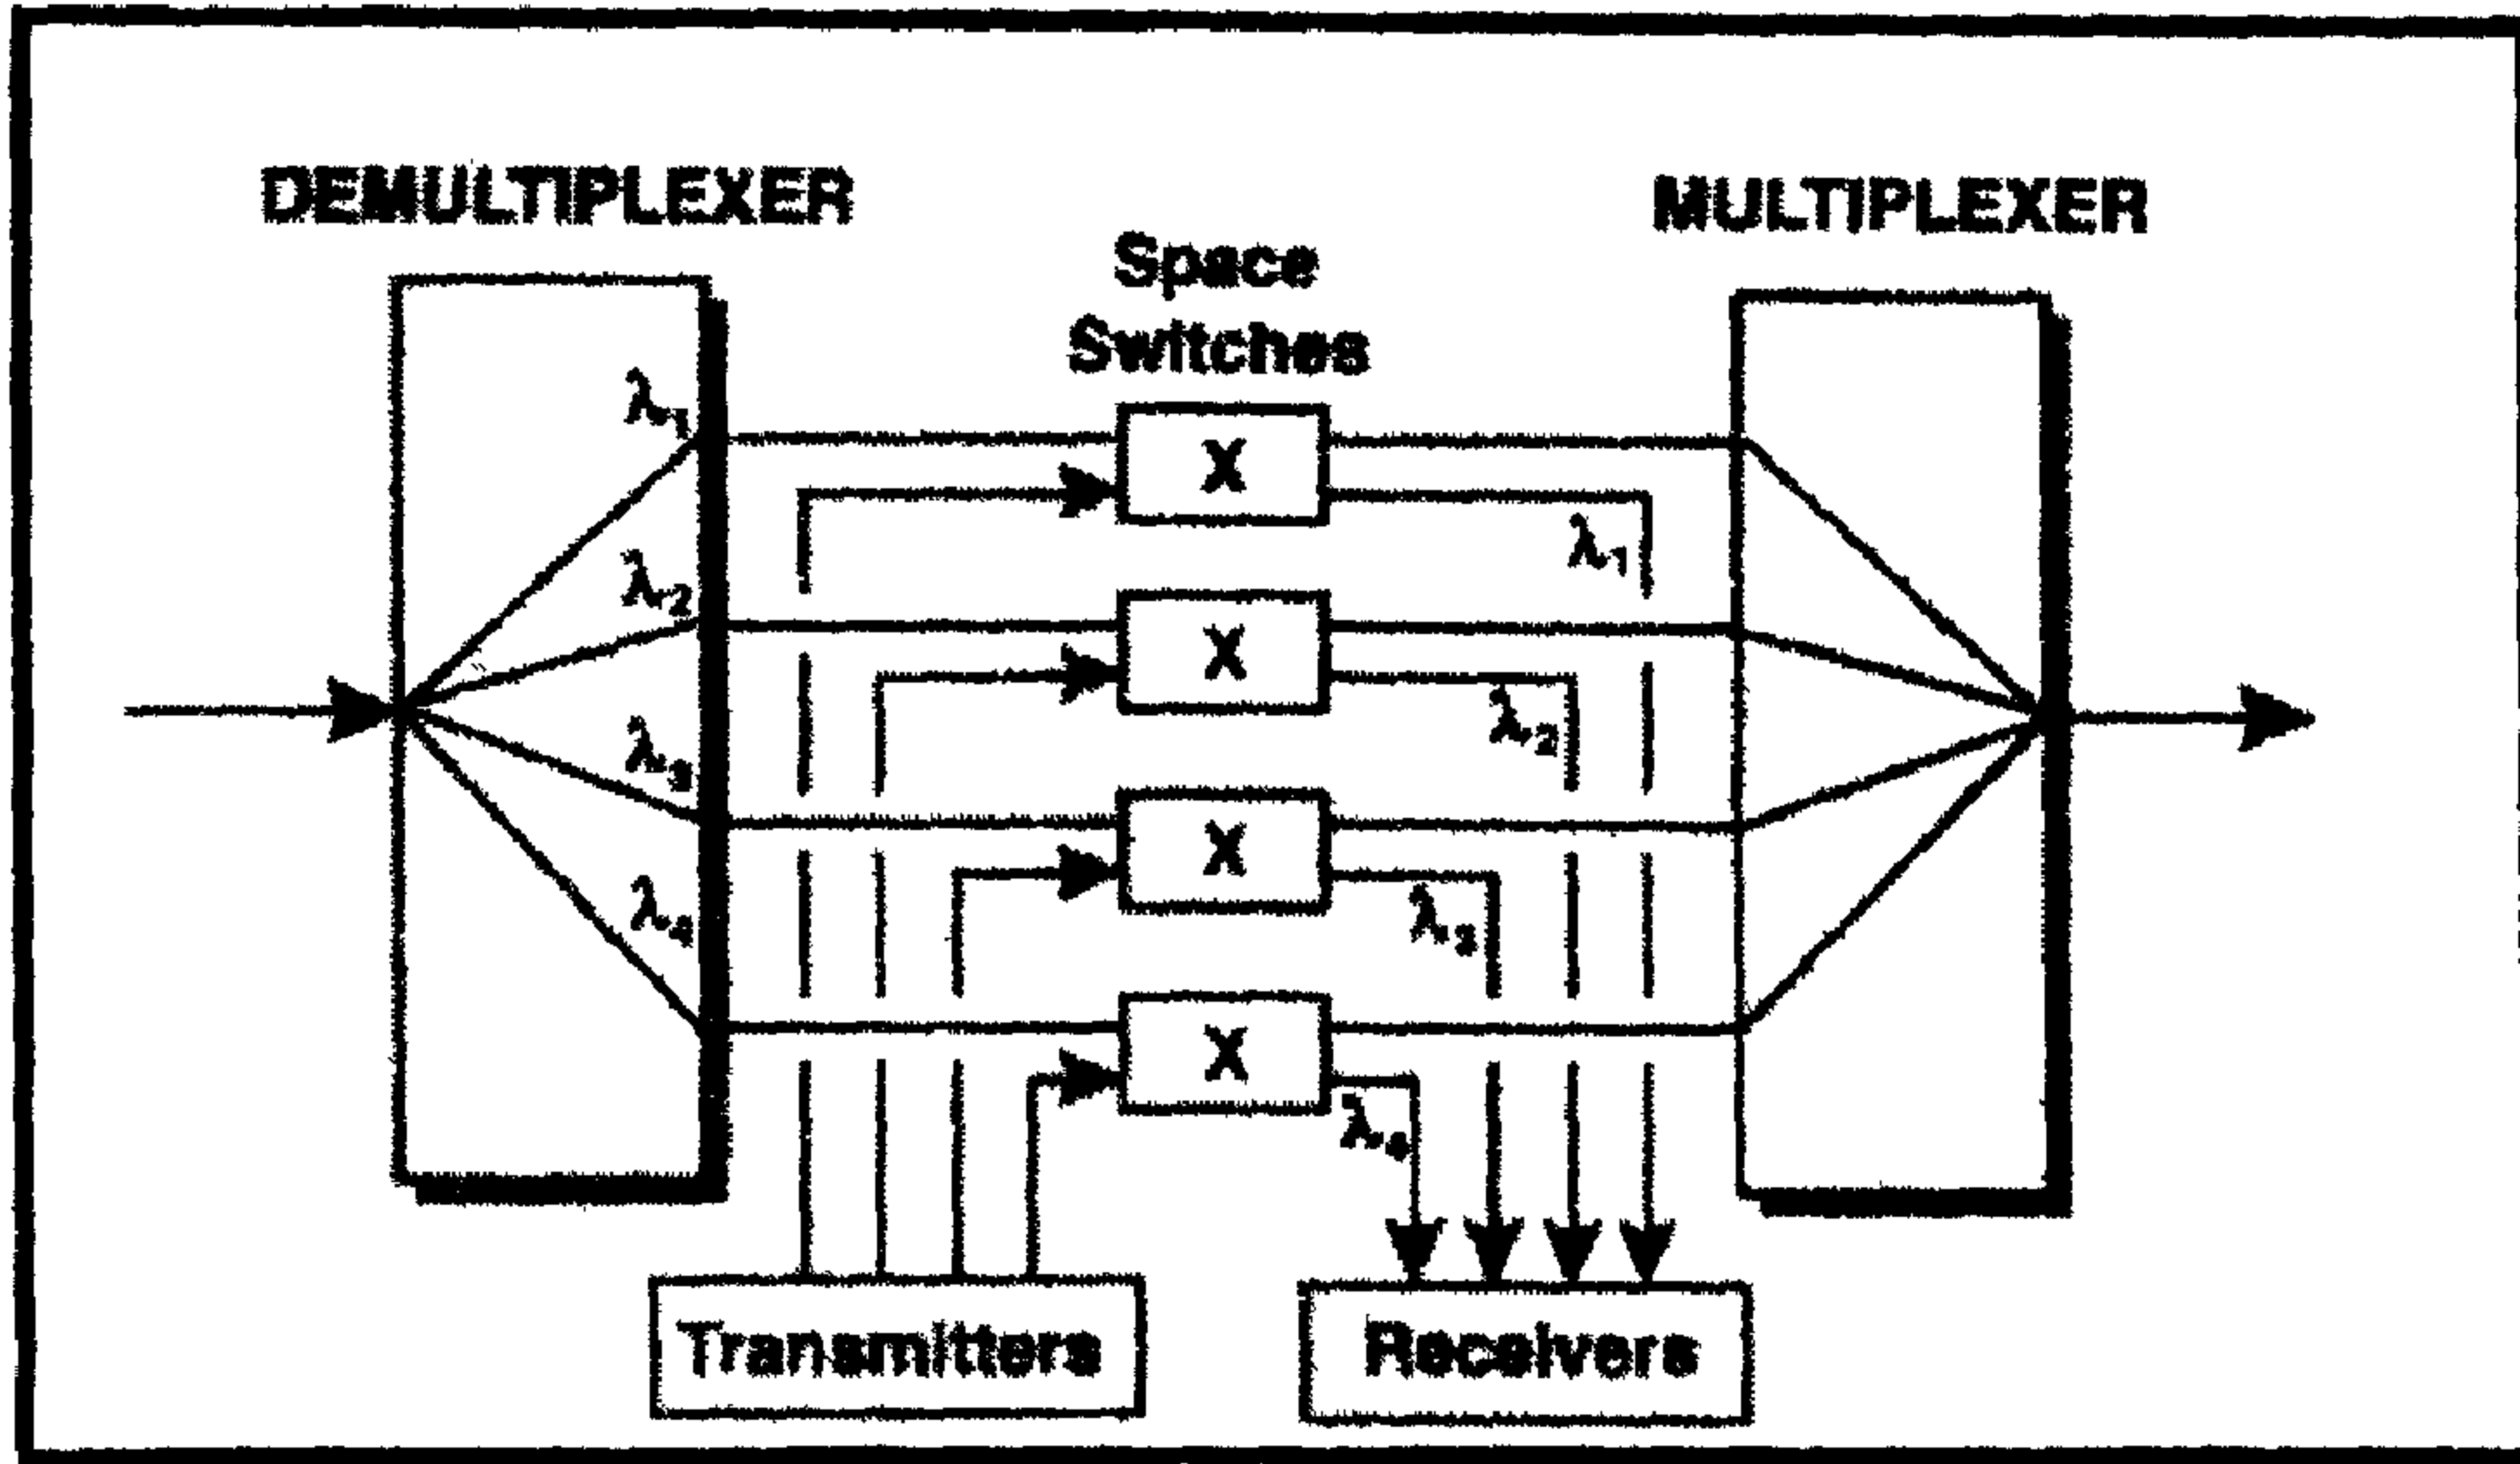 DEMULTIPLEXER
MULTIPLEXER
Space
Switches
λ1
λ2
λ3
λ4
X
X
X
X
λ1
λ2
λ3
λ4
Transmitters
Receivers